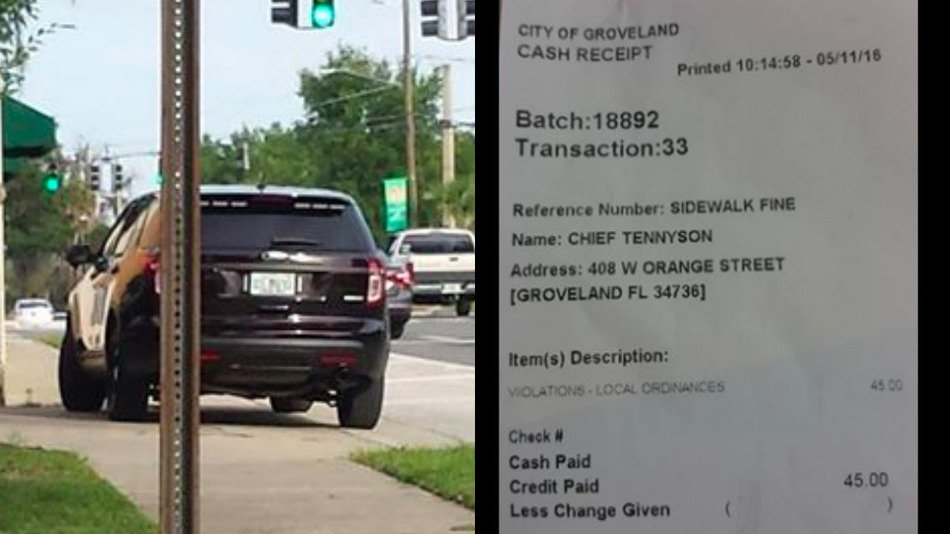 CITY OF GROVELAND
CASH RECEIPT
Printed 10:14:58 - 05/11/16
Batch:18892
Transaction:33
Reference Number: SIDEWALK FINE
Name: CHIEF TENNYSON
Address: 408 W ORANGE STREET
[GROVELAND FL 34736]
Item(s) Description:
VIOLATIONS - LOCAL ORDINANCES 45.00
Check #
Cash Paid
Credit Paid 45.00
Less Change Given ( )